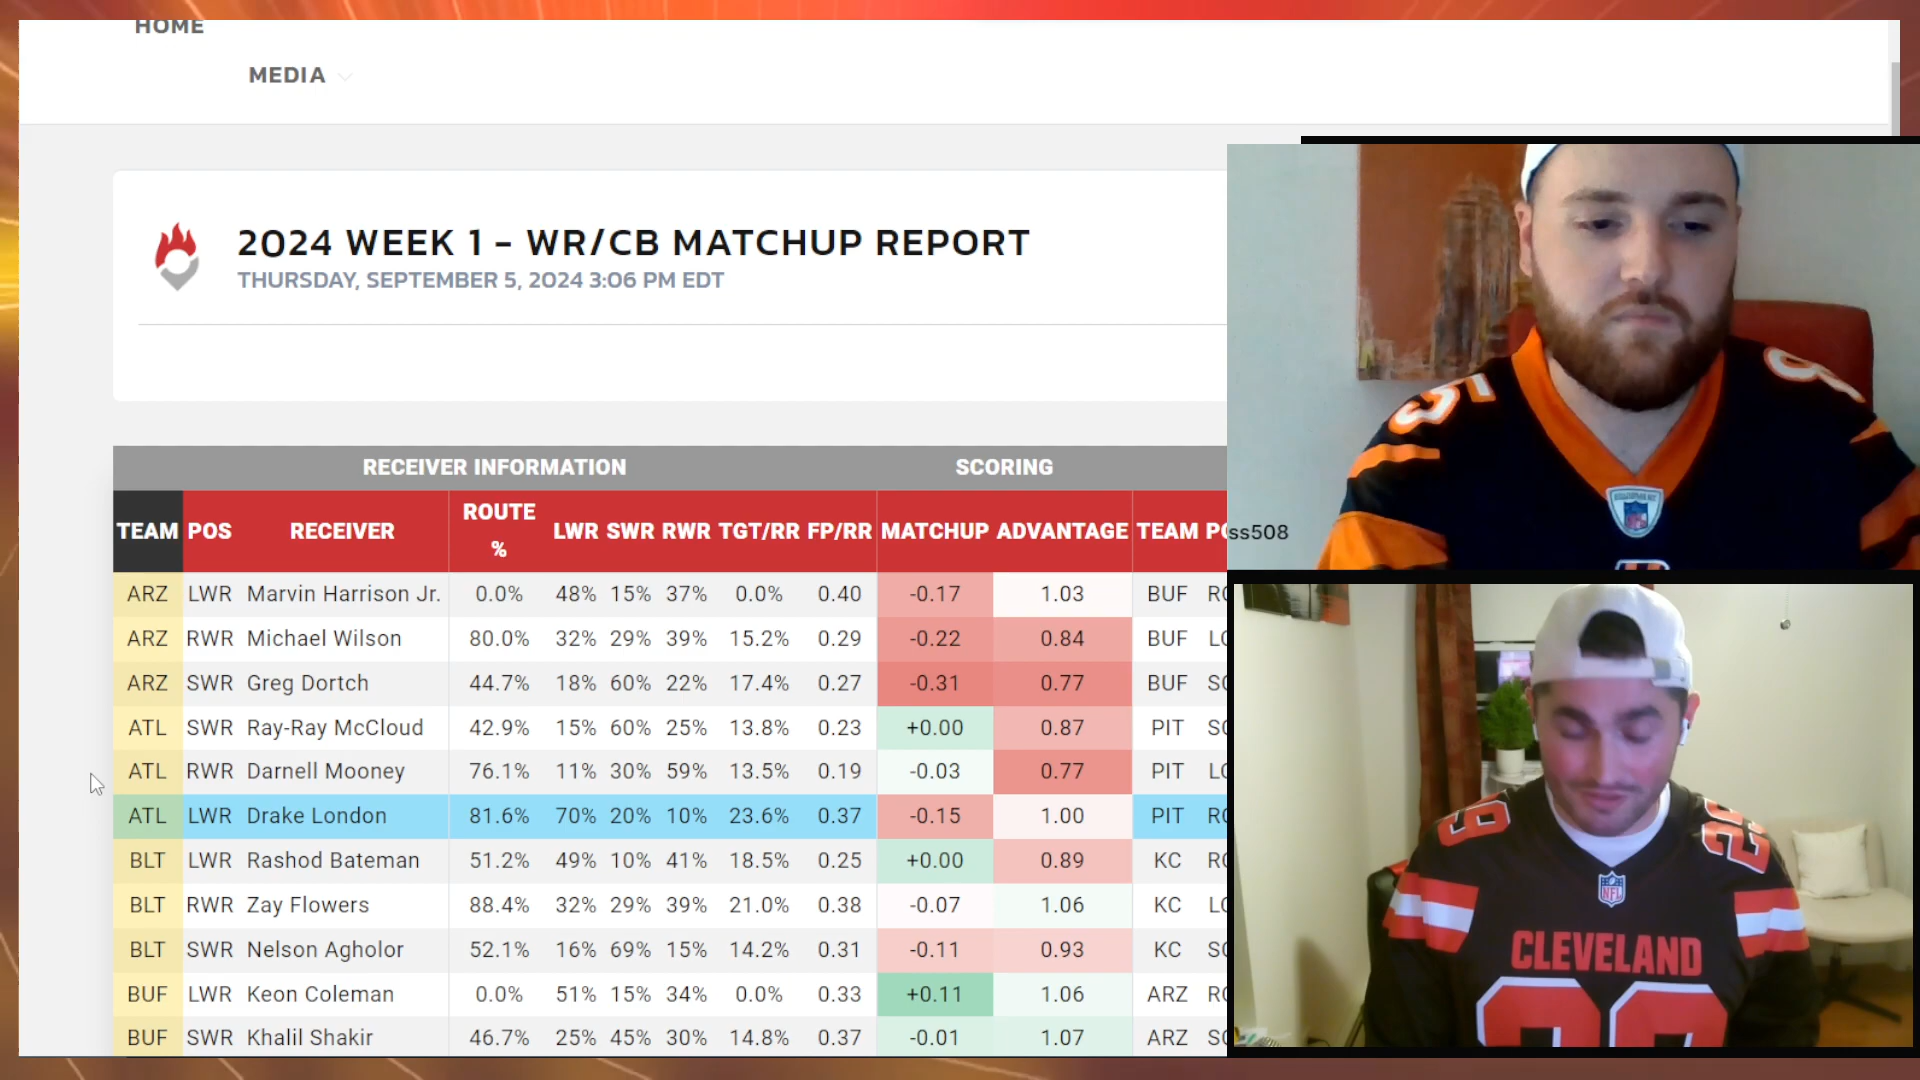 HOME
MEDIA
2024 WEEK 1 - WR/CB MATCHUP REPORT
THURSDAY, SEPTEMBER 5, 2024 3:06 PM EDT
RECEIVER INFORMATION SCORING
TEAM POS RECEIVER ROUTE % LWR SWR RWR TGT/RR FP/RR MATCHUP ADVANTAGE TEAM
ARZ LWR Marvin Harrison Jr. 0.0% 48% 15% 37% 0.0% 0.40 -0.17 1.03 BUF
ARZ RWR Michael Wilson 80.0% 32% 29% 39% 15.2% 0.29 -0.22 0.84 BUF
ARZ SWR Greg Dortch 44.7% 18% 60% 22% 17.4% 0.27 -0.31 0.77 BUF
ATL SWR Ray-Ray McCloud 42.9% 15% 60% 25% 13.8% 0.23 +0.00 0.87 PIT
ATL RWR Darnell Mooney 76.1% 11% 30% 59% 13.5% 0.19 -0.03 0.77 PIT
ATL LWR Drake London 81.6% 70% 20% 10% 23.6% 0.37 -0.15 1.00 PIT
BLT LWR Rashod Bateman 51.2% 49% 10% 41% 18.5% 0.25 +0.00 0.89 KC
BLT RWR Zay Flowers 88.4% 32% 29% 39% 21.0% 0.38 -0.07 1.06 KC
BLT SWR Nelson Agholor 52.1% 16% 69% 15% 14.2% 0.31 -0.11 0.93 KC
BUF LWR Keon Coleman 0.0% 51% 15% 34% 0.0% 0.33 +0.11 1.06 ARZ
BUF SWR Khalil Shakir 46.7% 25% 45% 30% 14.8% 0.37 -0.01 1.07 ARZ
ss508
NFL
CLEVELAND
29